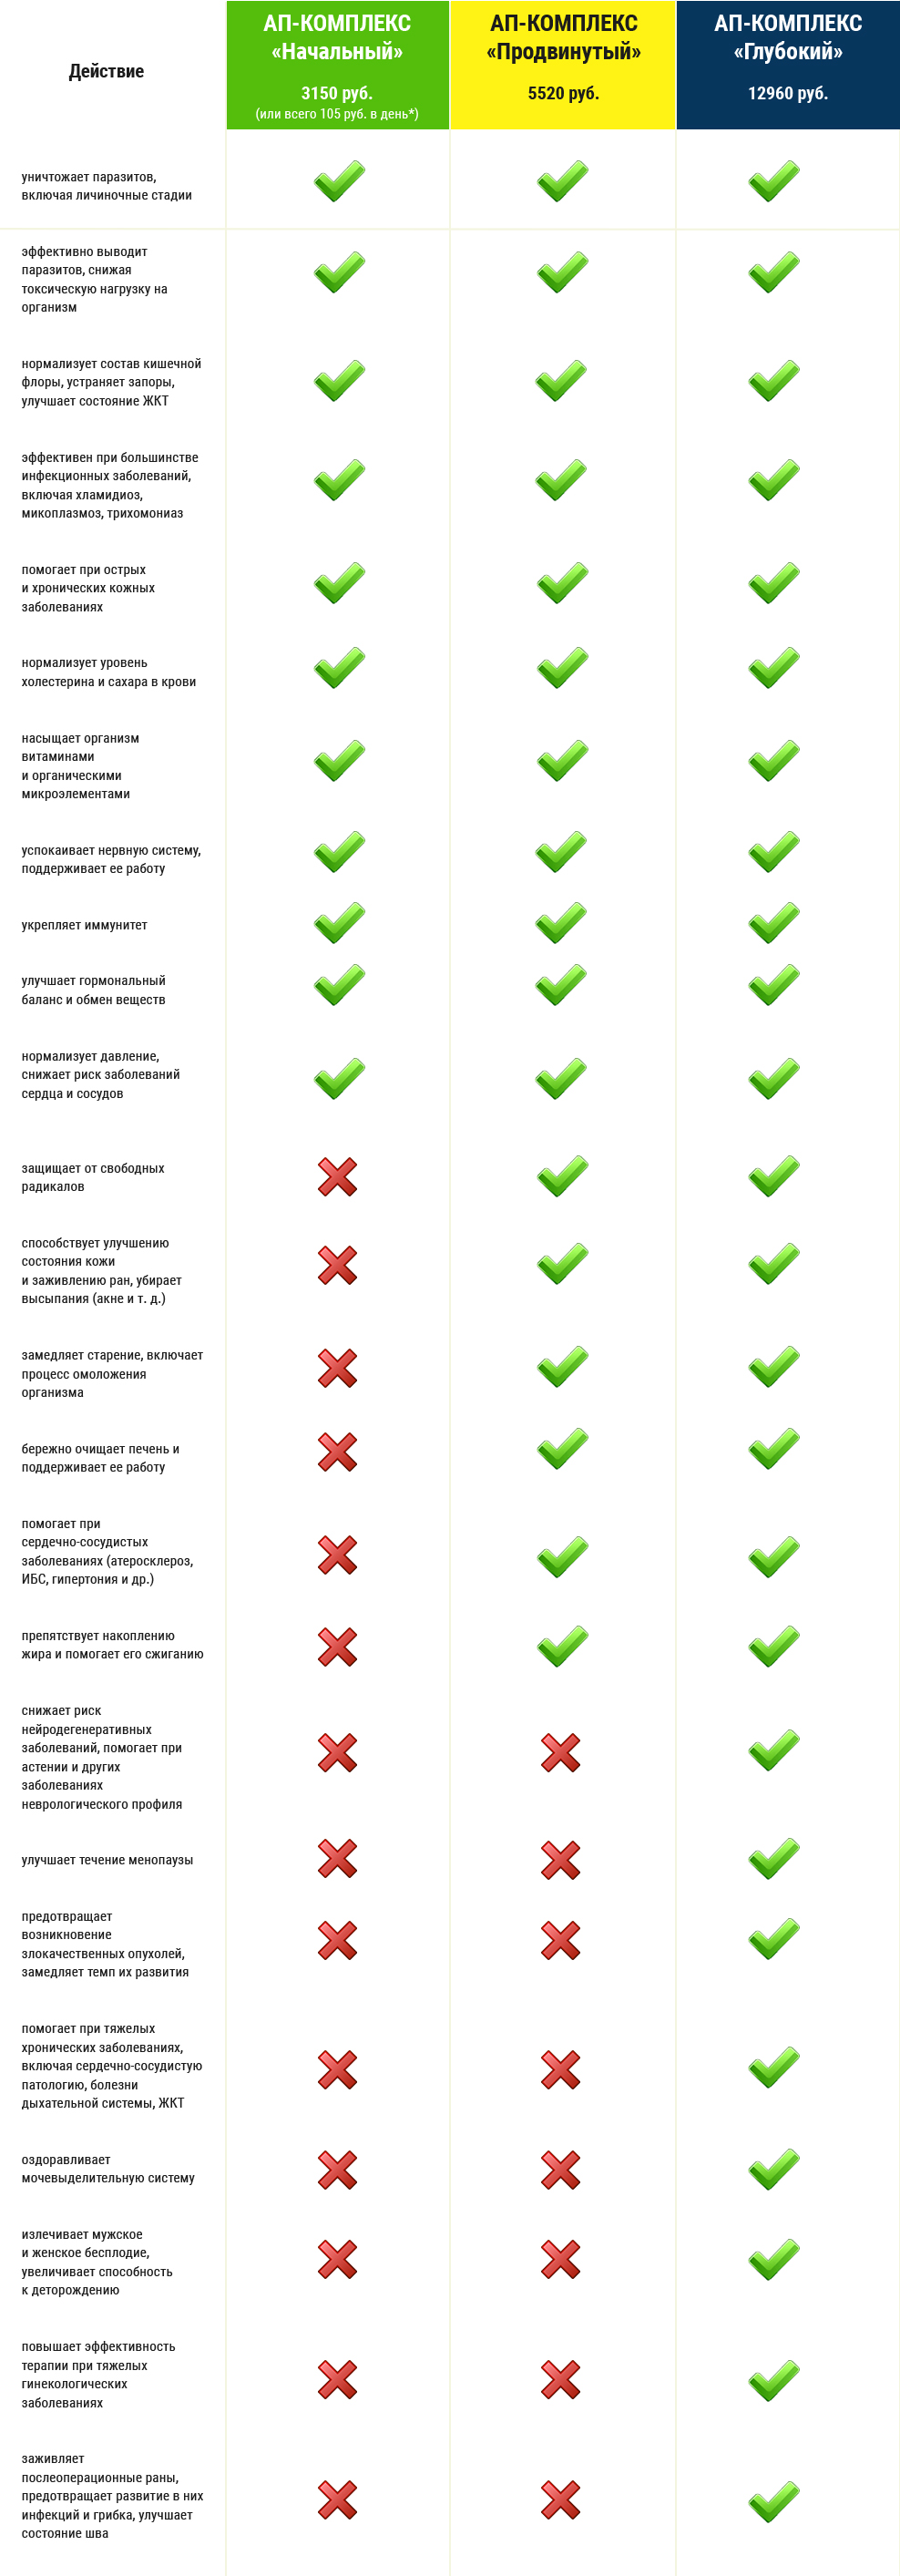 Действие
АП-КОМПЛЕКС
«Начальный»
3150 руб.
(или всего 105 руб. в день*)
АП-КОМПЛЕКС
«Продвинутый»
5520 руб.
АП-КОМПЛЕКС
«Глубокий»
12960 руб.
уничтожает паразитов,
включая личиночные стадии
эффективно выводит
паразитов, снижая
токсическую нагрузку на
организм
нормализует состав кишечной
флоры, устраняет запоры,
улучшает состояние ЖКТ
эффективен при большинстве
инфекционных заболеваний,
включая хламидиоз,
микоплазмоз, трихомониаз
помогает при острых
и хронических кожных
заболеваниях
нормализует уровень
холестерина и сахара в крови
насыщает организм
витаминами
и органическими
микроэлементами
успокаивает нервную систему,
поддерживает ее работу
укрепляет иммунитет
улучшает гормональный
баланс и обмен веществ
нормализует давление,
снижает риск заболеваний
сердца и сосудов
защищает от свободных
радикалов
способствует улучшению
состояния кожи
и заживлению ран, убирает
высыпания (акне и т. д.)
замедляет старение, включает
процесс омоложения
организма
бережно очищает печень и
поддерживает ее работу
помогает при
сердечно-сосудистых
заболеваниях (атеросклероз,
ИБС, гипертония и др.)
препятствует накоплению
жира и помогает его сжиганию
снижает риск
нейродегенеративных
заболеваний, помогает при
астении и других
заболеваниях
неврологического профиля
улучшает течение менопаузы
предотвращает
возникновение
злокачественных опухолей,
замедляет темп их развития
помогает при тяжелых
хронических заболеваниях,
включая сердечно-сосудистую
патологию, болезни
дыхательной системы, ЖКТ
оздоравливает
мочевыделительную систему
излечивает мужское
и женское бесплодие,
увеличивает способность
к деторождению
повышает эффективность
терапии при тяжелых
гинекологических
заболеваниях
заживляет
послеоперационные раны,
предотвращает развитие в них
инфекций и грибка, улучшает
состояние шва